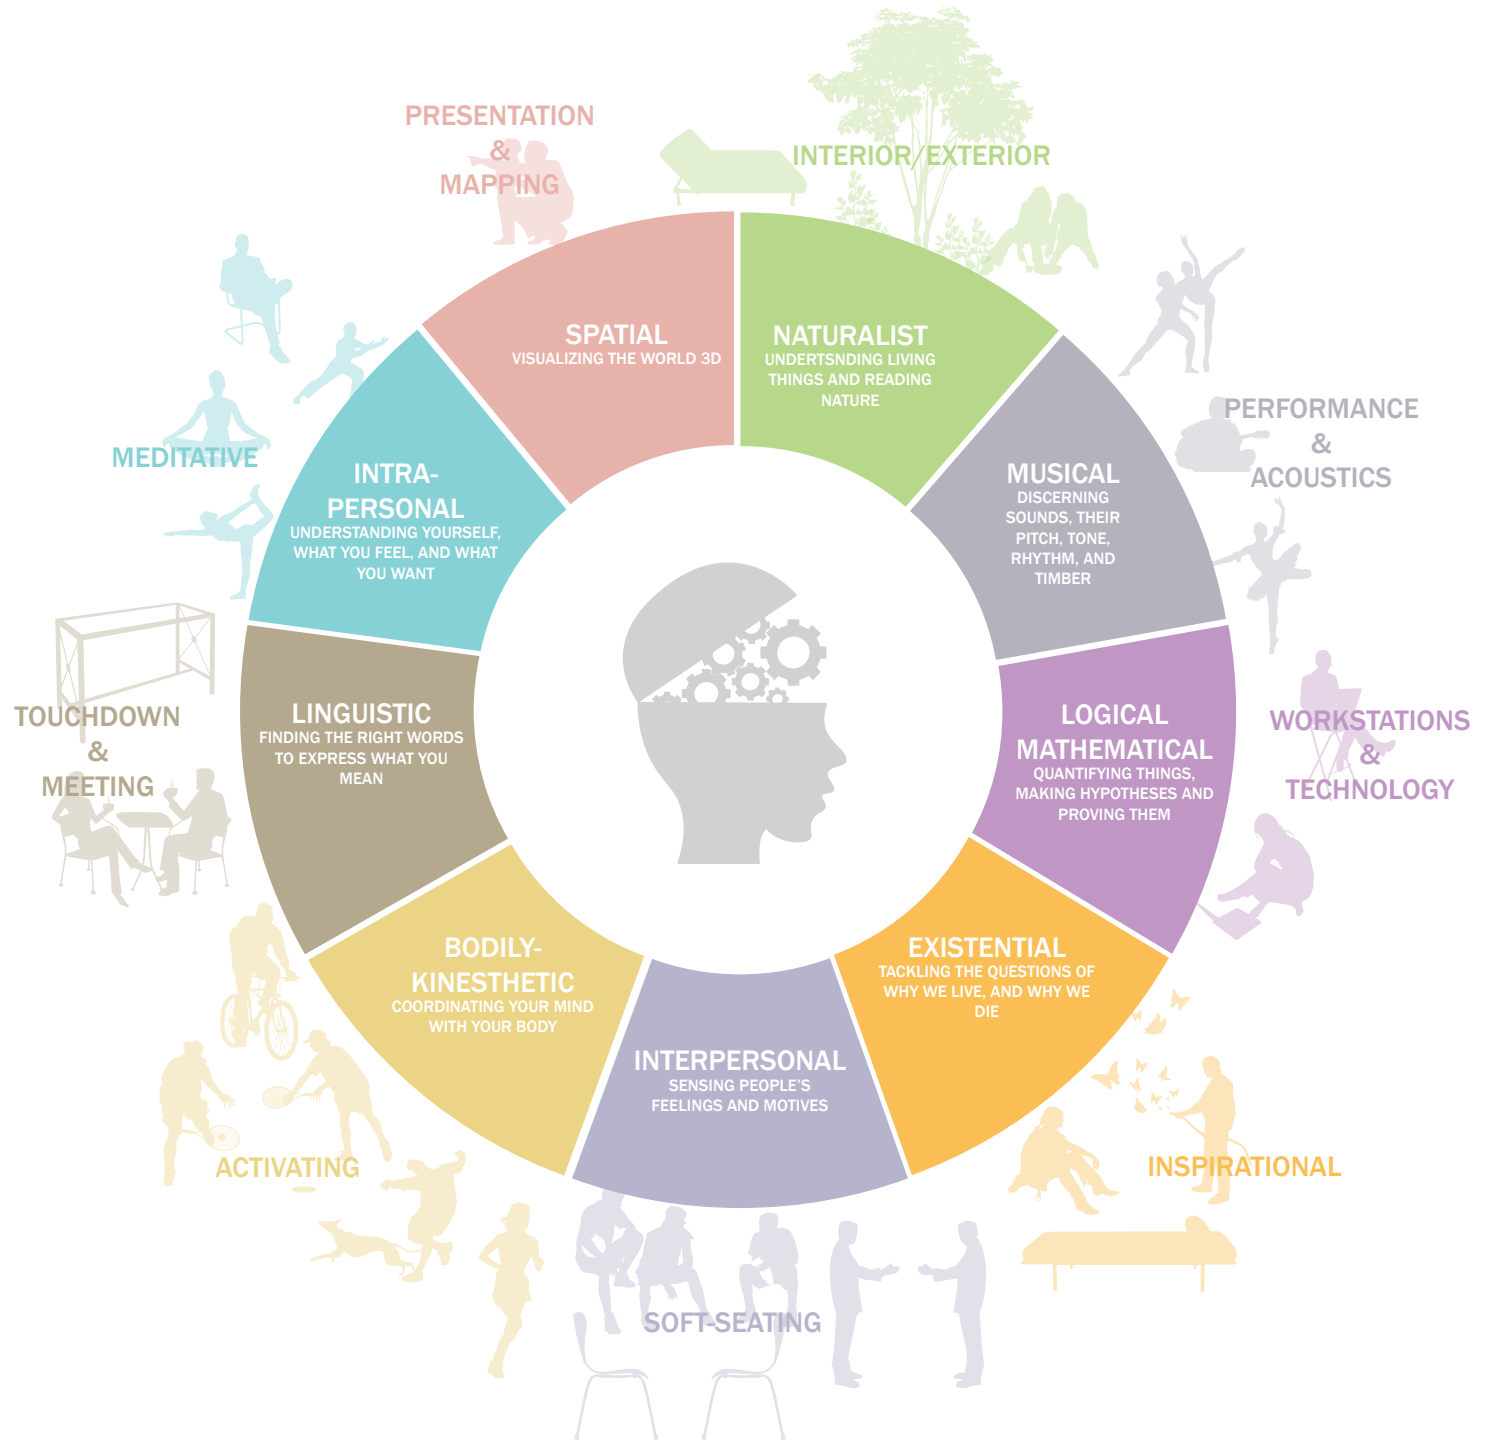 PRESENTATION
&
MAPPING
INTERIOR/EXTERIOR
SPATIAL
VISUALIZING THE WORLD 3D
NATURALIST
UNDERTSNDING LIVING
THINGS AND READING
NATURE
PERFORMANCE
&
ACOUSTICS
MEDITATIVE
INTRA-
PERSONAL
UNDERSTANDING YOURSELF,
WHAT YOU FEEL, AND WHAT
YOU WANT
MUSICAL
DISCERNING
SOUNDS, THEIR
PITCH, TONE,
RHYTHM, AND
TIMBER
TOUCHDOWN
&
MEETING
LINGUISTIC
FINDING THE RIGHT WORDS
TO EXPRESS WHAT YOU
MEAN
LOGICAL
MATHEMATICAL
QUANTIFYING THINGS,
MAKING HYPOTHESES AND
PROVING THEM
WORKSTATIONS
&
TECHNOLOGY
BODILY-
KINESTHETIC
COORDINATING YOUR MIND
WITH YOUR BODY
EXISTENTIAL
TACKLING THE QUESTIONS OF
WHY WE LIVE, AND WHY WE
DIE
INTERPERSONAL
SENSING PEOPLE'S
FEELINGS AND MOTIVES
ACTIVATING
INSPIRATIONAL
SOFT-SEATING